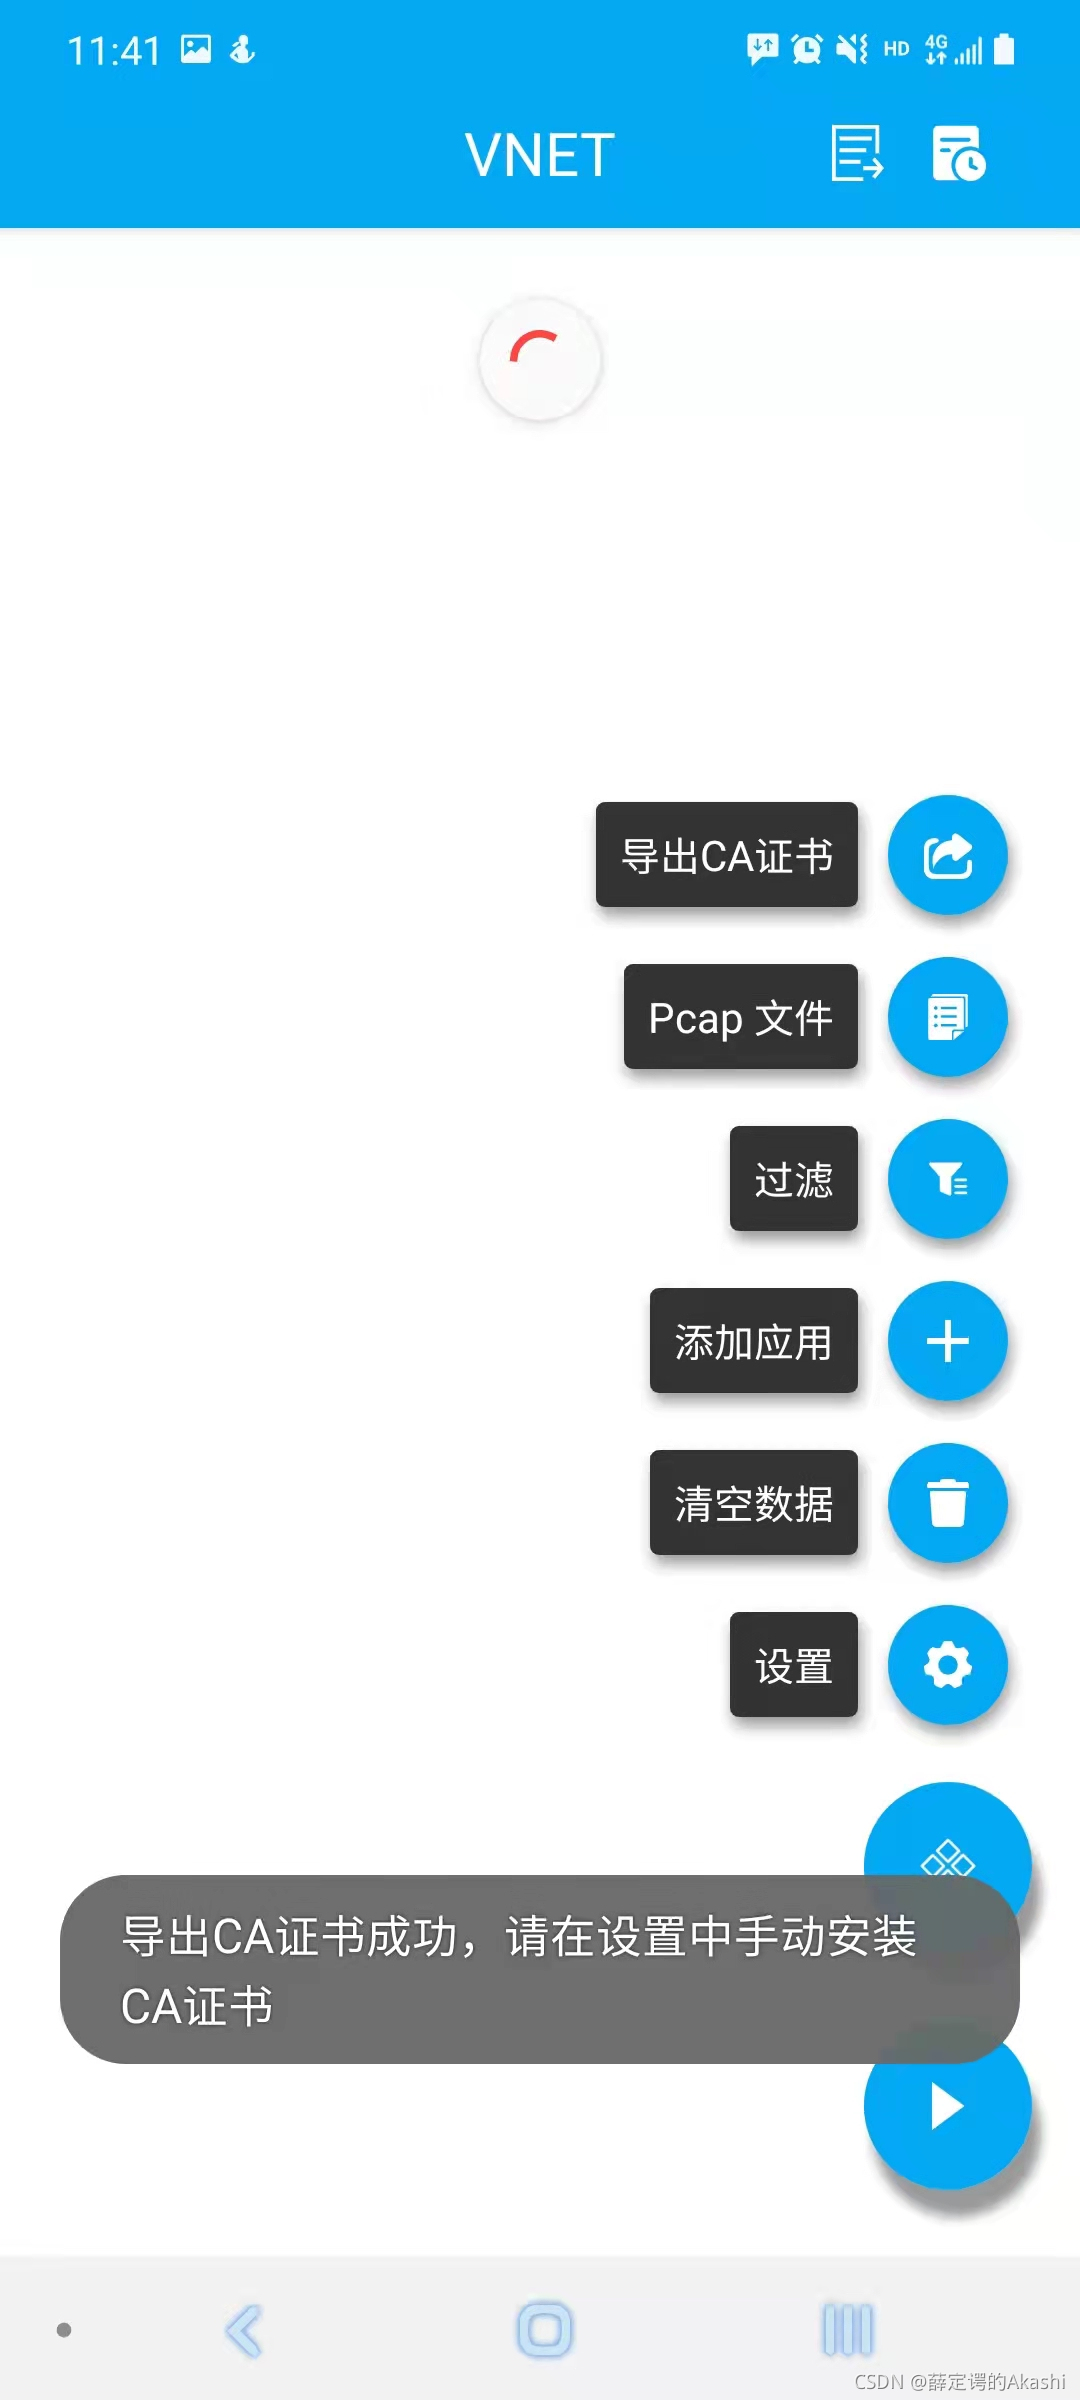 11:41
HD 4G
VNET
导出CA证书
Pcap 文件
过滤
添加应用
清空数据
设置
导出CA证书成功，请在设置中手动安装
CA证书
CSDN @薛定谔的Akashi